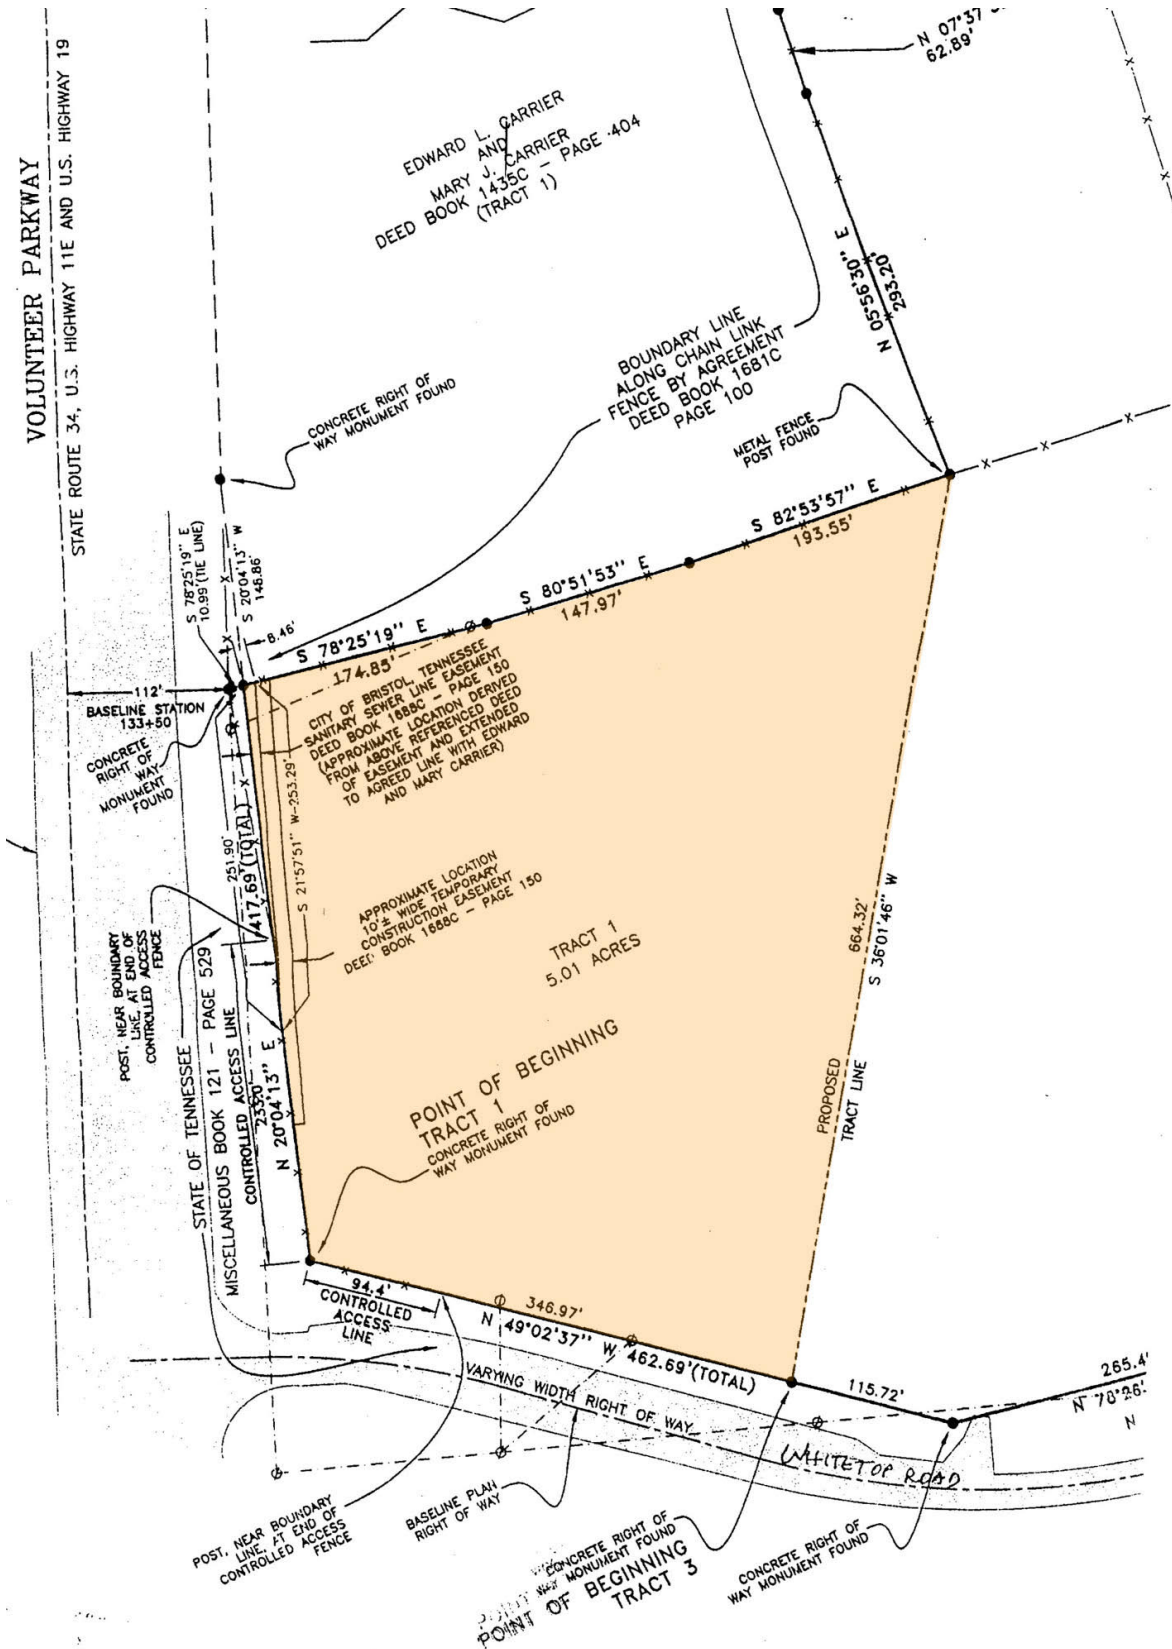 N 07°37'
62.89'
VOLUNTEER PARKWAY
STATE ROUTE 34, U.S. HIGHWAY 11E AND U.S. HIGHWAY 19
EDWARD L. CARRIER
AND
MARY J. CARRIER
DEED BOOK 1435C - PAGE 404
(TRACT 1)
N 05°56'30" E
293.20'
BOUNDARY LINE
ALONG CHAIN LINK
FENCE BY AGREEMENT
DEED BOOK 1681C
PAGE 100
CONCRETE RIGHT OF
WAY MONUMENT FOUND
METAL FENCE
POST FOUND
S 82°53'57" E
193.55'
S 80°51'53" E
147.97'
S 78°25'19" E
174.85'
S 78°25'19" E
10.99'(TIE LINE)
S 20°04'13" W
148.86'
8.46'
112'
BASELINE STATION
133+50
CONCRETE
RIGHT OF
WAY
MONUMENT
FOUND
CITY OF BRISTOL, TENNESSEE
SANITARY SEWER LINE EASEMENT
DEED BOOK 1688C - PAGE 150
(APPROXIMATE LOCATION DERIVED
FROM ABOVE REFERENCED DEED
OF EASEMENT AND EXTENDED
TO AGREED LINE WITH EDWARD
AND MARY CARRIER)
S 21°57'51" W-253.29'
251.90'
417.69'(TOTAL)
N 20°04'13" E
APPROXIMATE LOCATION
10'± WIDE TEMPORARY
CONSTRUCTION EASEMENT
DEED BOOK 1688C - PAGE 150
TRACT 1
5.01 ACRES
664.32'
S 36°01'46" W
PROPOSED
TRACT LINE
POST, NEAR BOUNDARY
LINE, AT END OF
CONTROLLED ACCESS
FENCE
STATE OF TENNESSEE
MISCELLANEOUS BOOK 121 - PAGE 529
CONTROLLED ACCESS LINE
233.0'
POINT OF BEGINNING
TRACT 1
CONCRETE RIGHT OF
WAY MONUMENT FOUND
94.4'
CONTROLLED
ACCESS
LINE
346.97'
N 49°02'37" W 462.69'(TOTAL)
115.72'
265.4'
N 78°26'
N
VARYING WIDTH RIGHT OF WAY
WHITETOP ROAD
POST, NEAR BOUNDARY
LINE, AT END OF
CONTROLLED ACCESS
FENCE
BASELINE PLAN
RIGHT OF WAY
CONCRETE RIGHT OF
WAY MONUMENT FOUND
POINT OF BEGINNING
TRACT 3
CONCRETE RIGHT OF
WAY MONUMENT FOUND